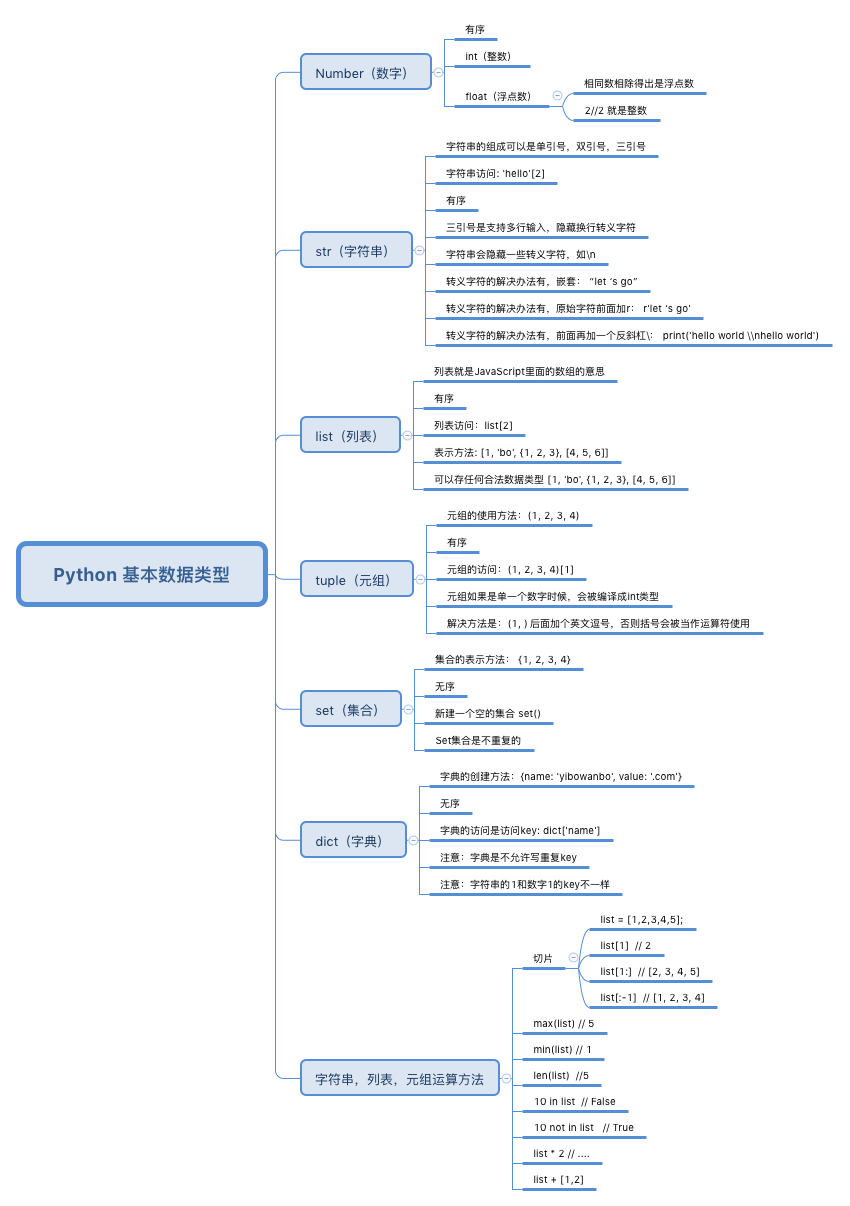 Python 基本数据类型
Number（数字）
有序
int（整数）
float（浮点数）
相同数相除得出是浮点数
2//2 就是整数
str（字符串）
字符串的组成可以是单引号，双引号，三引号
字符串访问: 'hello'[2]
有序
三引号是支持多行输入，隐藏换行转义字符
字符串会隐藏一些转义字符，如\n
转义字符的解决办法有，嵌套： “let ‘s go”
转义字符的解决办法有，原始字符前面加r： r'let ‘s go'
转义字符的解决办法有，前面再加一个反斜杠\： print('hello world \\nhello world')
list（列表）
列表就是JavaScript里面的数组的意思
有序
列表访问：list[2]
表示方法: [1, 'bo', {1, 2, 3}, [4, 5, 6]]
可以存任何合法数据类型 [1, 'bo', {1, 2, 3}, [4, 5, 6]]
tuple（元组）
元组的使用方法：(1, 2, 3, 4)
有序
元组的访问：(1, 2, 3, 4)[1]
元组如果是单一个数字时候，会被编译成int类型
解决方法是：(1, ) 后面加个英文逗号，否则括号会被当作运算符使用
set（集合）
集合的表示方法： {1, 2, 3, 4}
无序
新建一个空的集合 set()
Set集合是不重复的
dict（字典）
字典的创建方法：{name: 'yibowanbo', value: '.com'}
无序
字典的访问是访问key: dict['name']
注意：字典是不允许写重复key
注意：字符串的1和数字1的key不一样
字符串，列表，元组运算方法
切片
list = [1,2,3,4,5];
list[1] // 2
list[1:] // [2, 3, 4, 5]
list[:-1] // [1, 2, 3, 4]
max(list) // 5
min(list) // 1
len(list) //5
10 in list // False
10 not in list // True
list * 2 // ....
list + [1,2]